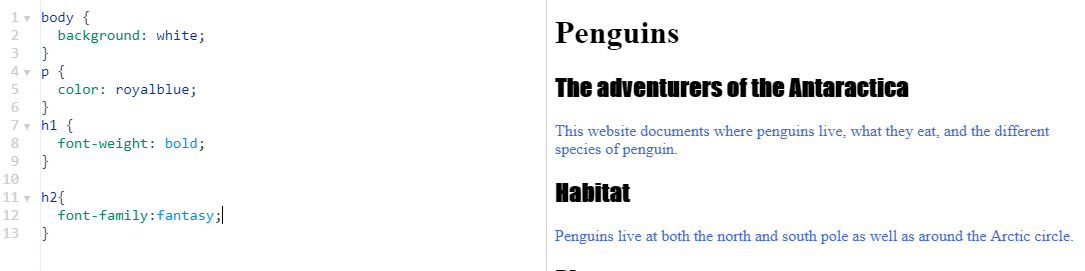 1 body {
2   background: white;
3 }
4 p {
5   color: royalblue;
6 }
7 h1 {
8   font-weight: bold;
9 }
10
11 h2{
12   font-family:fantasy;
13 }
Penguins
The adventurers of the Antaractica
This website documents where penguins live, what they eat, and the different
species of penguin.
Habitat
Penguins live at both the north and south pole as well as around the Arctic circle.